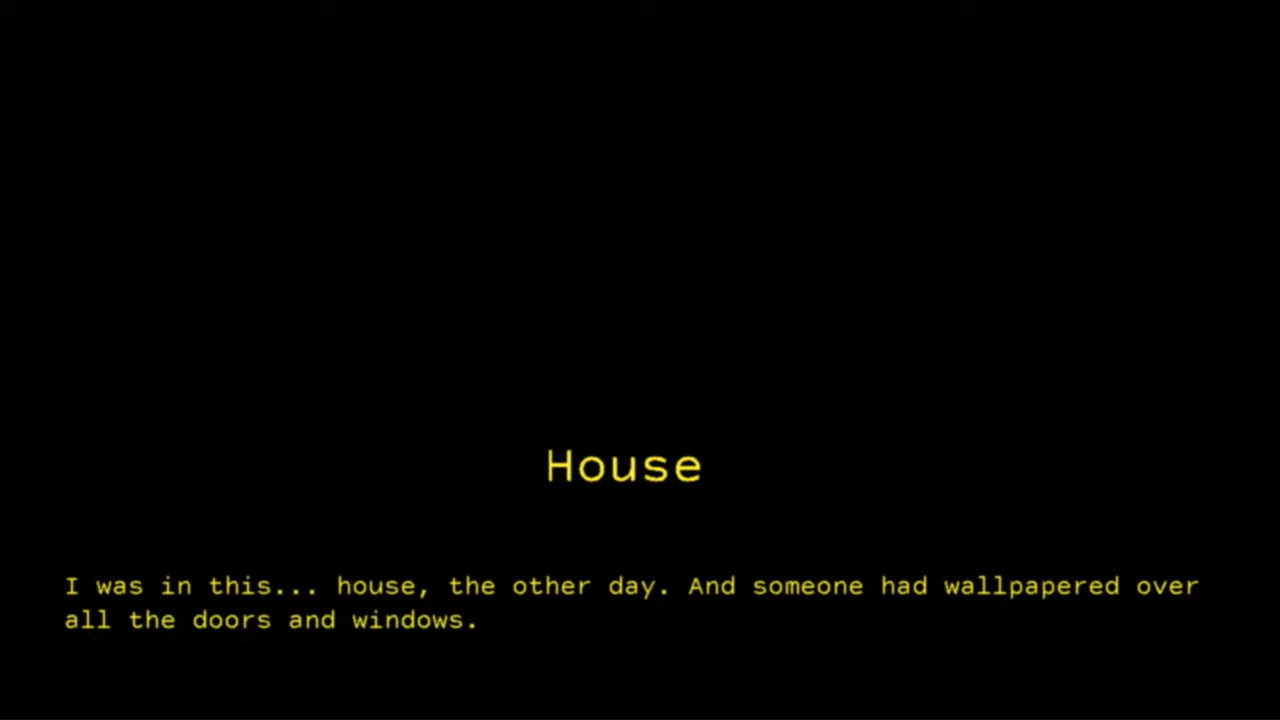 House
I was in this... house, the other day. And someone had wallpapered over
all the doors and windows.